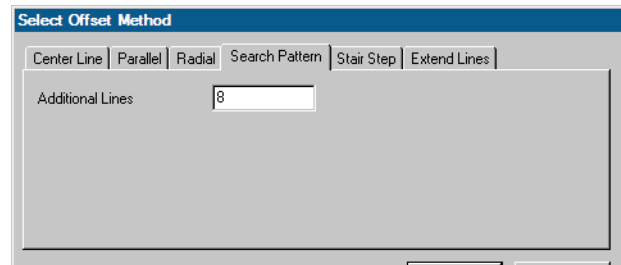 Select Offset Method
Center Line Parallel Radial Search Pattern Stair Step Extend Lines
Additional Lines 8